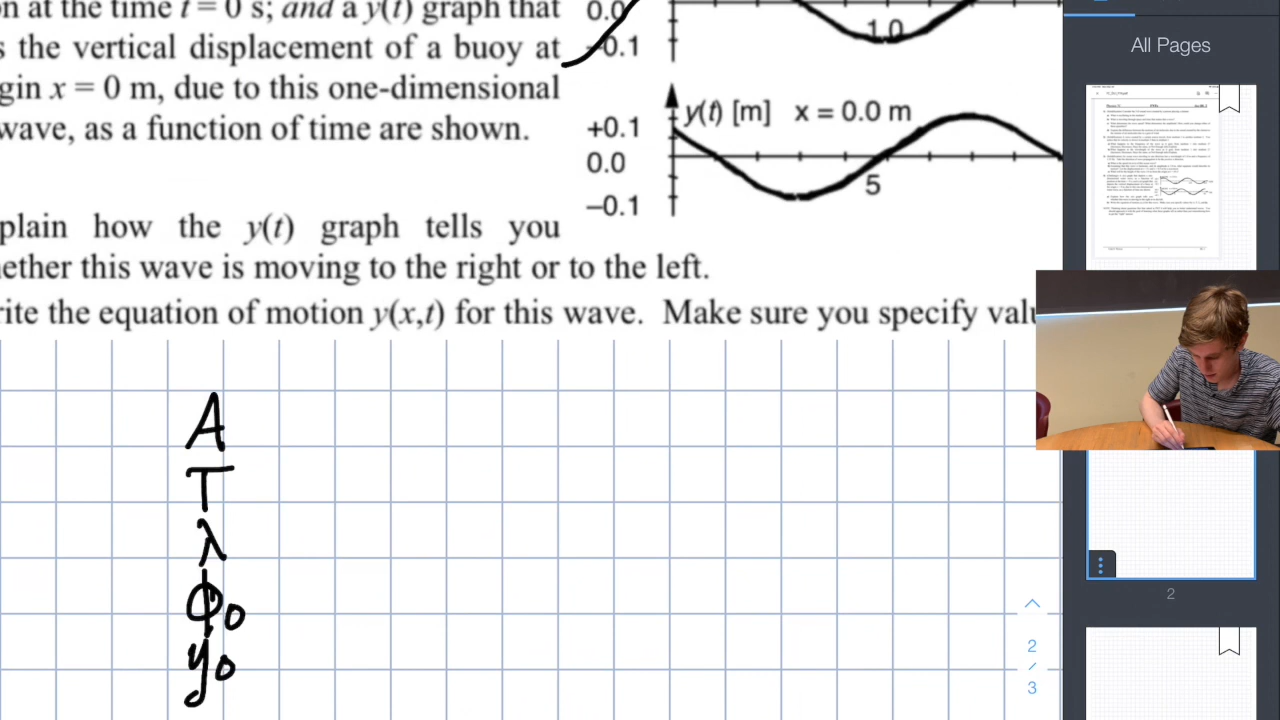 on at the time t = 0 s; and a y(t) graph that
s the vertical displacement of a buoy at
gin x = 0 m, due to this one-dimensional
wave, as a function of time are shown.
0.0
-0.1
1.0
y(t) [m] x = 0.0 m
+0.1
0.0
-0.1
5
plain how the y(t) graph tells you
ether this wave is moving to the right or to the left.
rite the equation of motion y(x,t) for this wave. Make sure you specify valu
A
T
λ
ϕ0
y0
All Pages
2
2
/
3